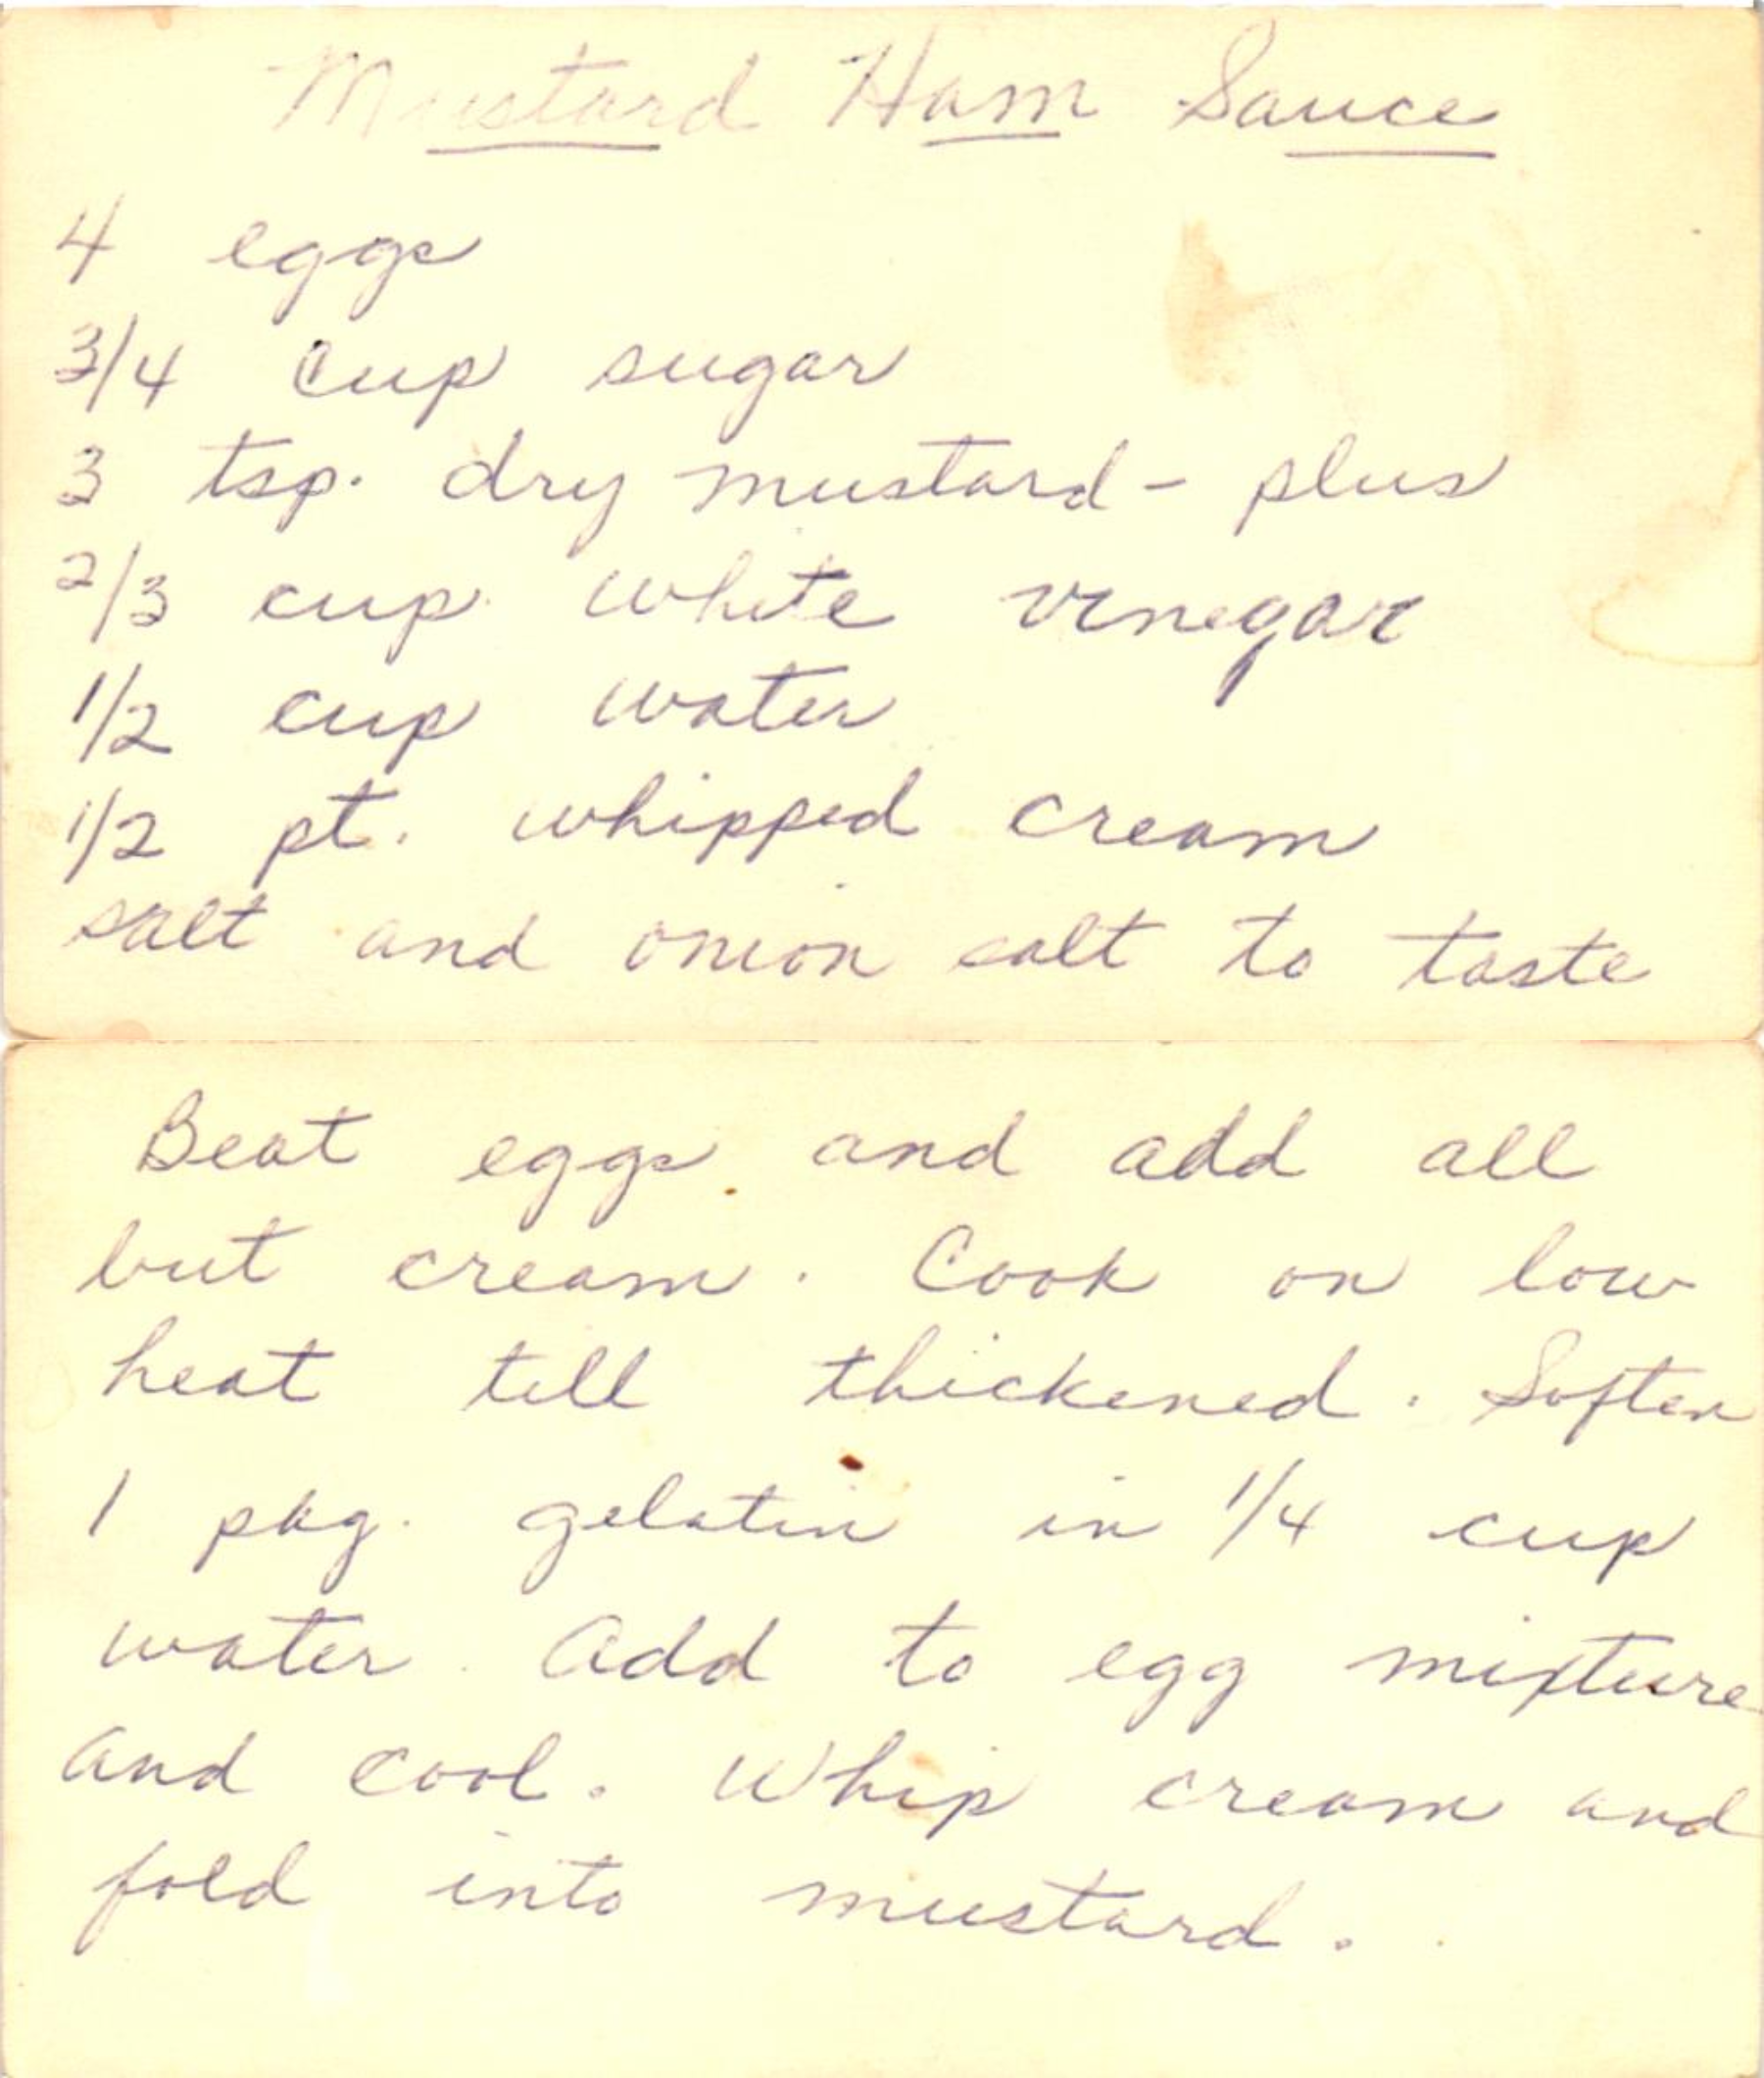 Mustard Ham Sauce
4 eggs
3/4 cup sugar
3 tsp. dry mustard - plus
2/3 cup white vinegar
1/2 cup water
1/2 pt. whipped cream
salt and onion salt to taste
Beat eggs and add all
but cream. Cook on low
heat till thickened. Soften
1 pkg. gelatin in 1/4 cup
water. Add to egg mixture
and cool. Whip cream and
fold into mustard.